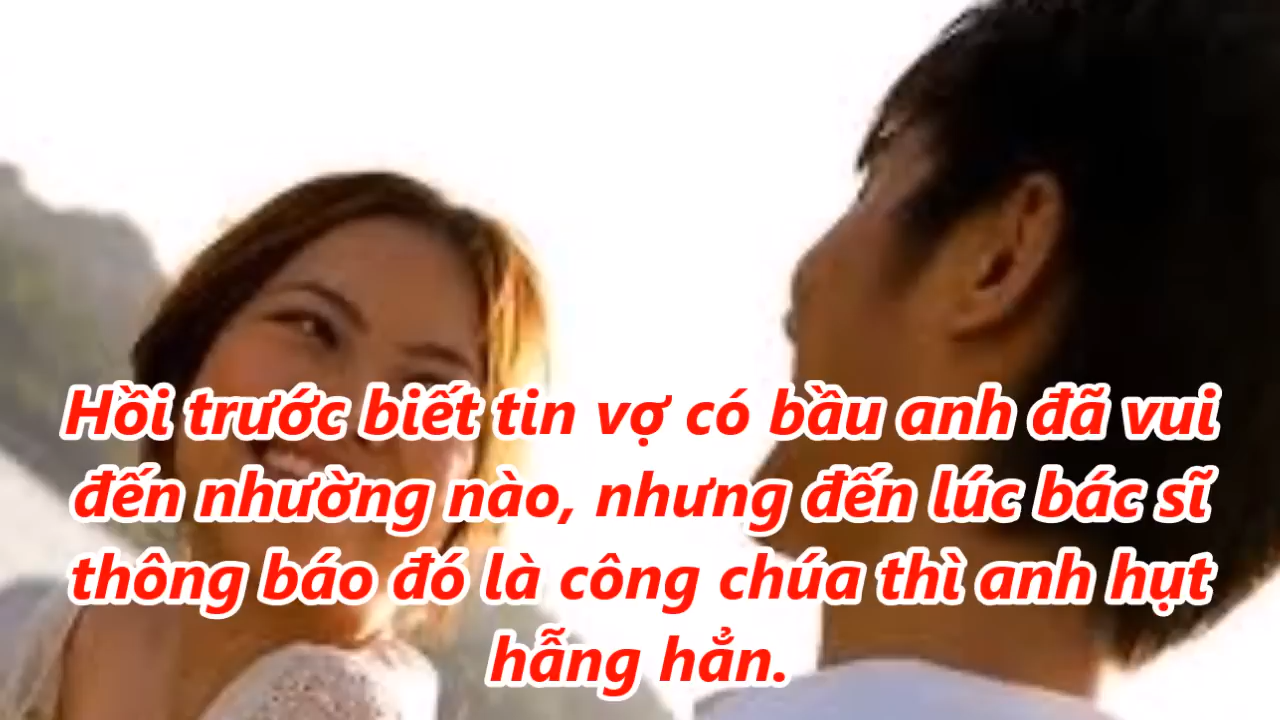 Hồi trước biết tin vợ có bầu anh đã vui
đến nhường nào, nhưng đến lúc bác sĩ
thông báo đó là công chúa thì anh hụt
hẫng hẳn.